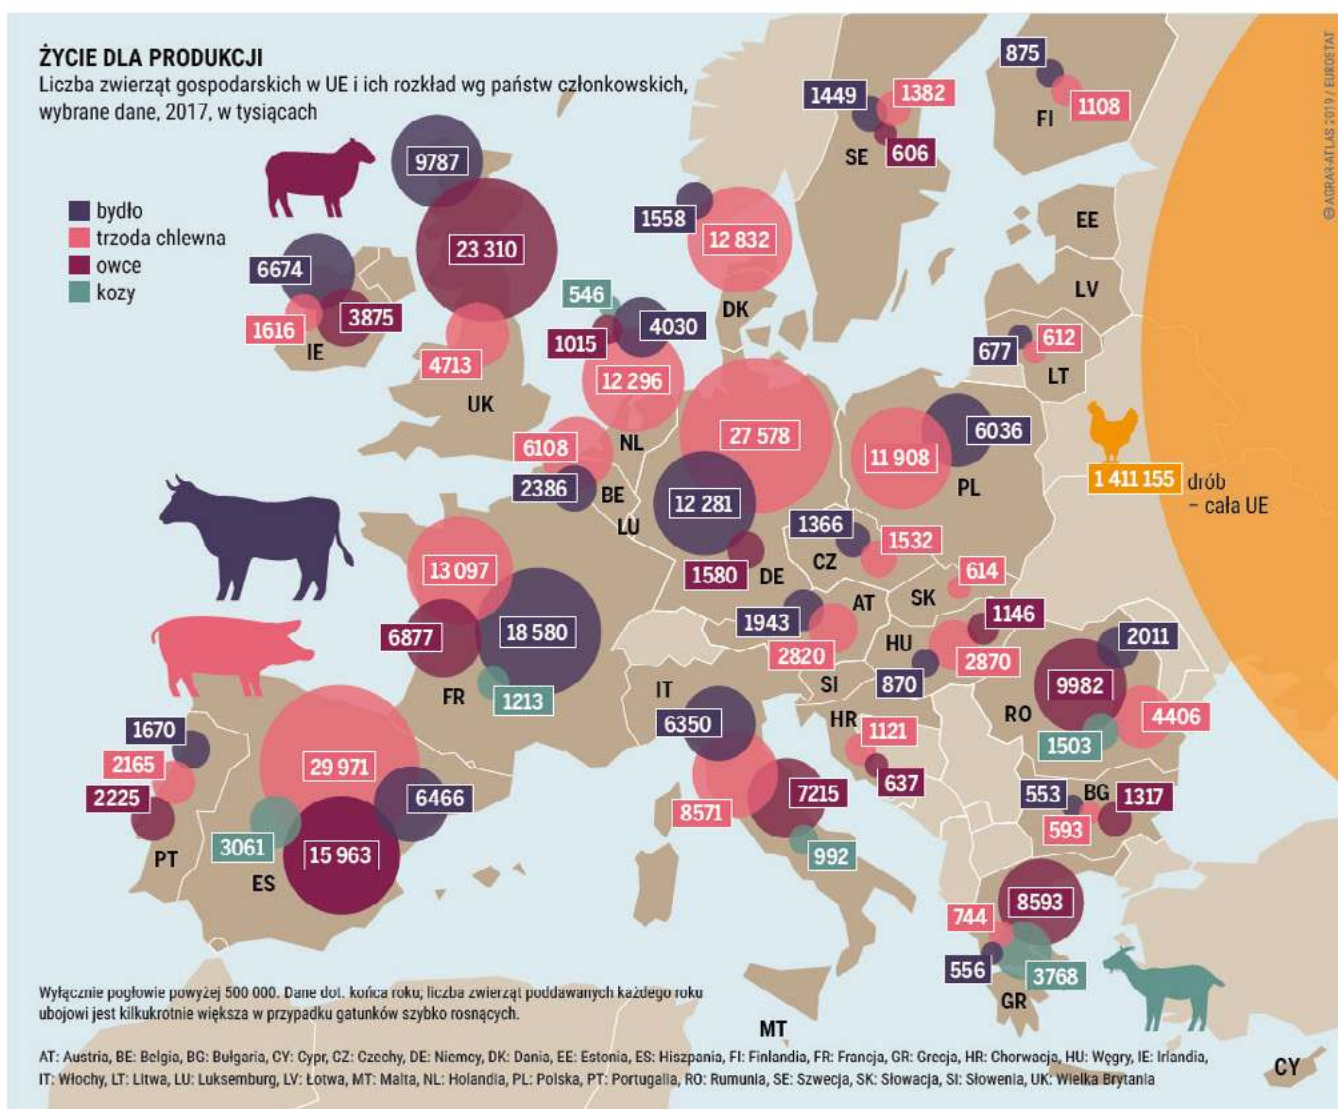 ŻYCIE DLA PRODUKCJI
Liczba zwierząt gospodarskich w UE i ich rozkład wg państw członkowskich,
wybrane dane, 2017, w tysiącach
© AGRAR-ATLAS 2019 / EUROSTAT
bydło
trzoda chlewna
owce
kozy
875
1108
FI
1449
1382
SE
606
9787
23 310
4713
UK
6674
3875
1616
IE
1558
12 832
DK
EE
LV
677
612
LT
546
4030
1015
12 296
NL
6108
2386
BE
LU
27 578
12 281
1580
DE
11 908
6036
PL
1 411 155
drób
– cała UE
1366
1532
CZ
614
SK
1943
2820
AT
1146
HU
2870
870
SI
13 097
6877
18 580
1213
FR
IT
6350
8571
7215
992
HR
1121
637
2011
9982
RO
4406
1503
553
BG
1317
593
1670
2165
2225
PT
29 971
6466
3061
15 963
ES
8593
744
556
3768
GR
MT
CY
Wyłącznie pogłowie powyżej 500 000. Dane dot. końca roku; liczba zwierząt poddawanych każdego roku
ubojowi jest kilkukrotnie większa w przypadku gatunków szybko rosnących.
AT: Austria, BE: Belgia, BG: Bułgaria, CY: Cypr, CZ: Czechy, DE: Niemcy, DK: Dania, EE: Estonia, ES: Hiszpania, FI: Finlandia, FR: Francja, GR: Grecja, HR: Chorwacja, HU: Węgry, IE: Irlandia,
IT: Włochy, LT: Litwa, LU: Luksemburg, LV: Łotwa, MT: Malta, NL: Holandia, PL: Polska, PT: Portugalia, RO: Rumunia, SE: Szwecja, SK: Słowacja, SI: Słowenia, UK: Wielka Brytania